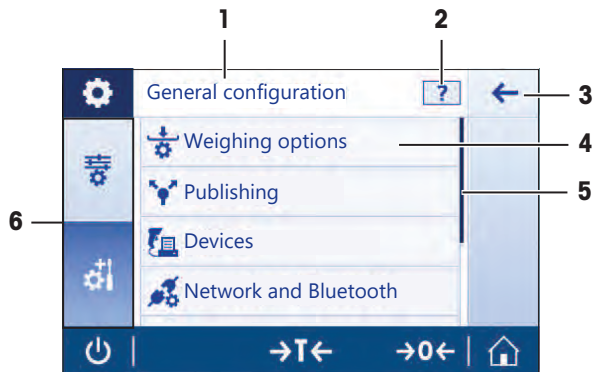 1 2
General configuration ? 3
Weighing options 4
Publishing 5
6
Devices
Network and Bluetooth
→T← →0←